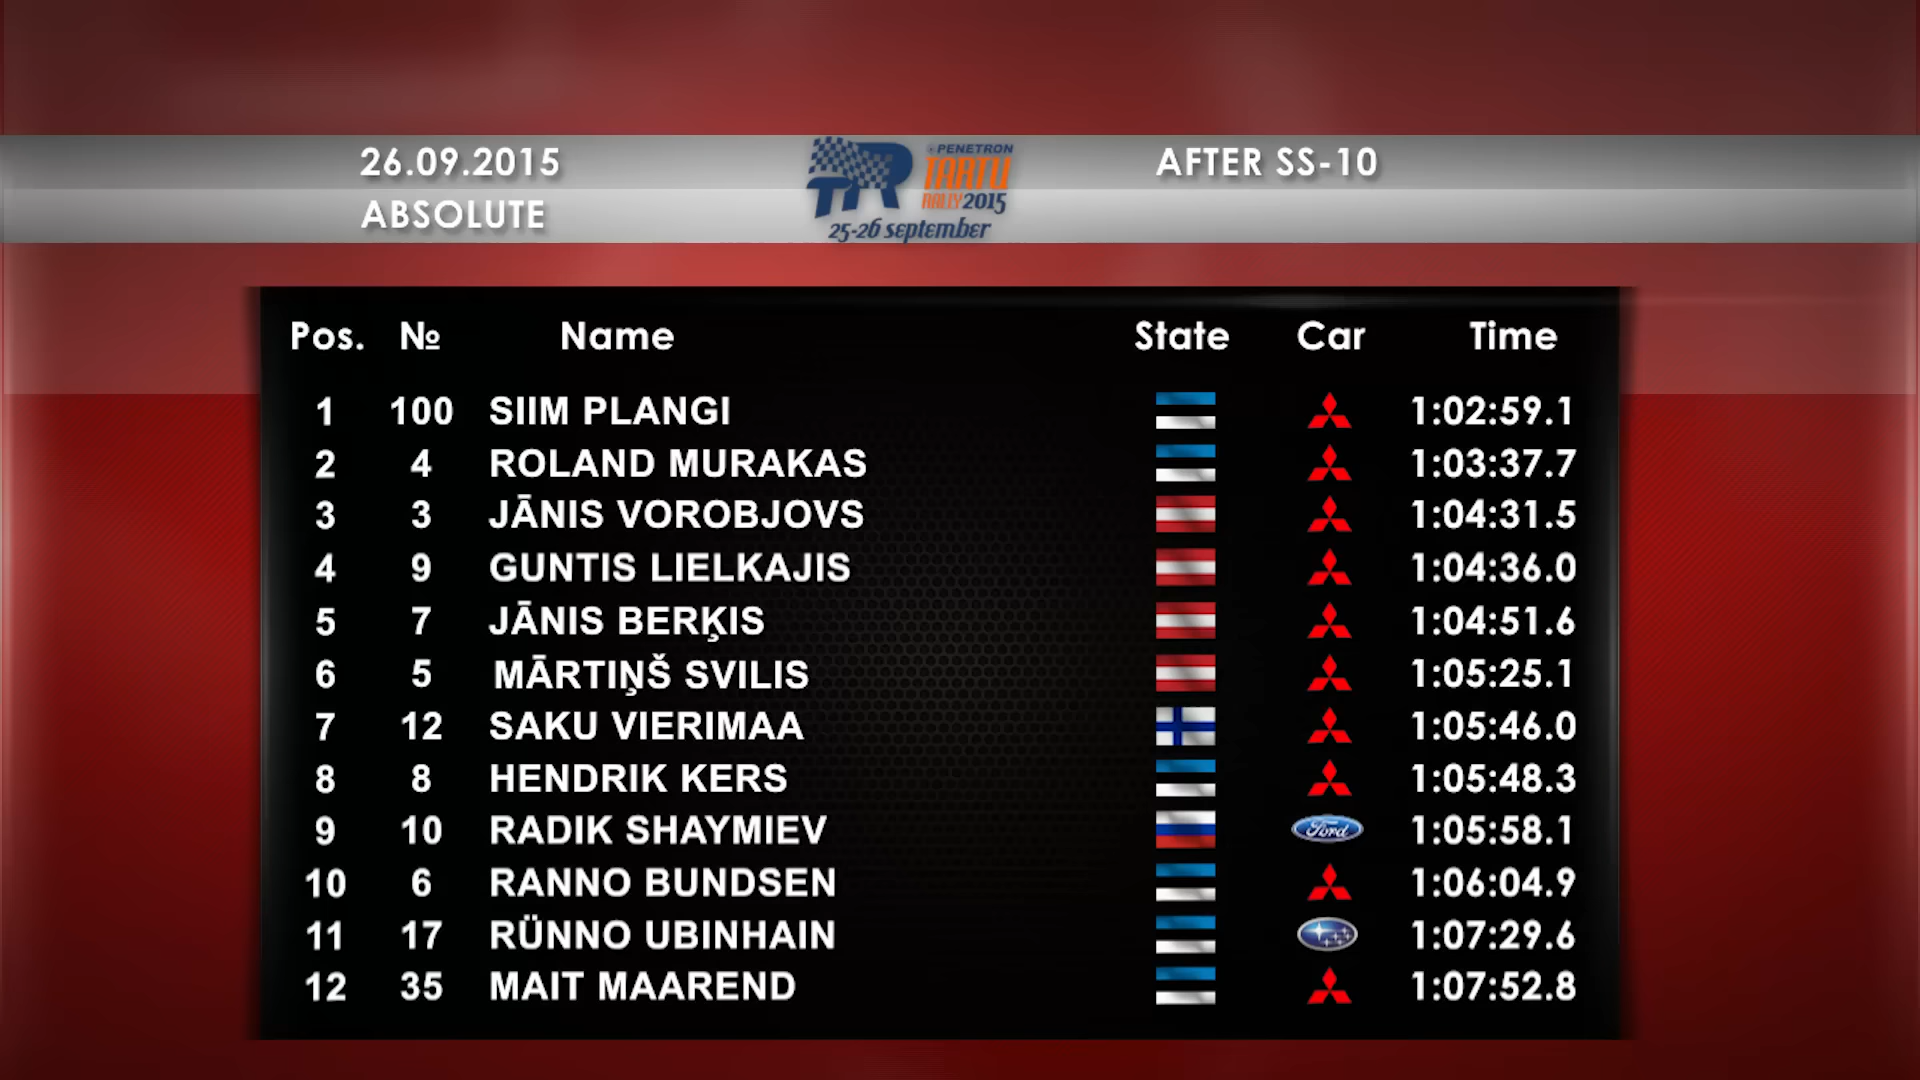 26.09.2015
ABSOLUTE
TR
PENETRON
TARTU
RALLY 2015
25-26 september
AFTER SS-10
Pos. № Name State Car Time
1 100 SIIM PLANGI 1:02:59.1
2 4 ROLAND MURAKAS 1:03:37.7
3 3 JĀNIS VOROBJOVS 1:04:31.5
4 9 GUNTIS LIELKAJIS 1:04:36.0
5 7 JĀNIS BERĶIS 1:04:51.6
6 5 MĀRTIŅŠ SVILIS 1:05:25.1
7 12 SAKU VIERIMAA 1:05:46.0
8 8 HENDRIK KERS 1:05:48.3
9 10 RADIK SHAYMIEV Ford 1:05:58.1
10 6 RANNO BUNDSEN 1:06:04.9
11 17 RÜNNO UBINHAIN 1:07:29.6
12 35 MAIT MAAREND 1:07:52.8